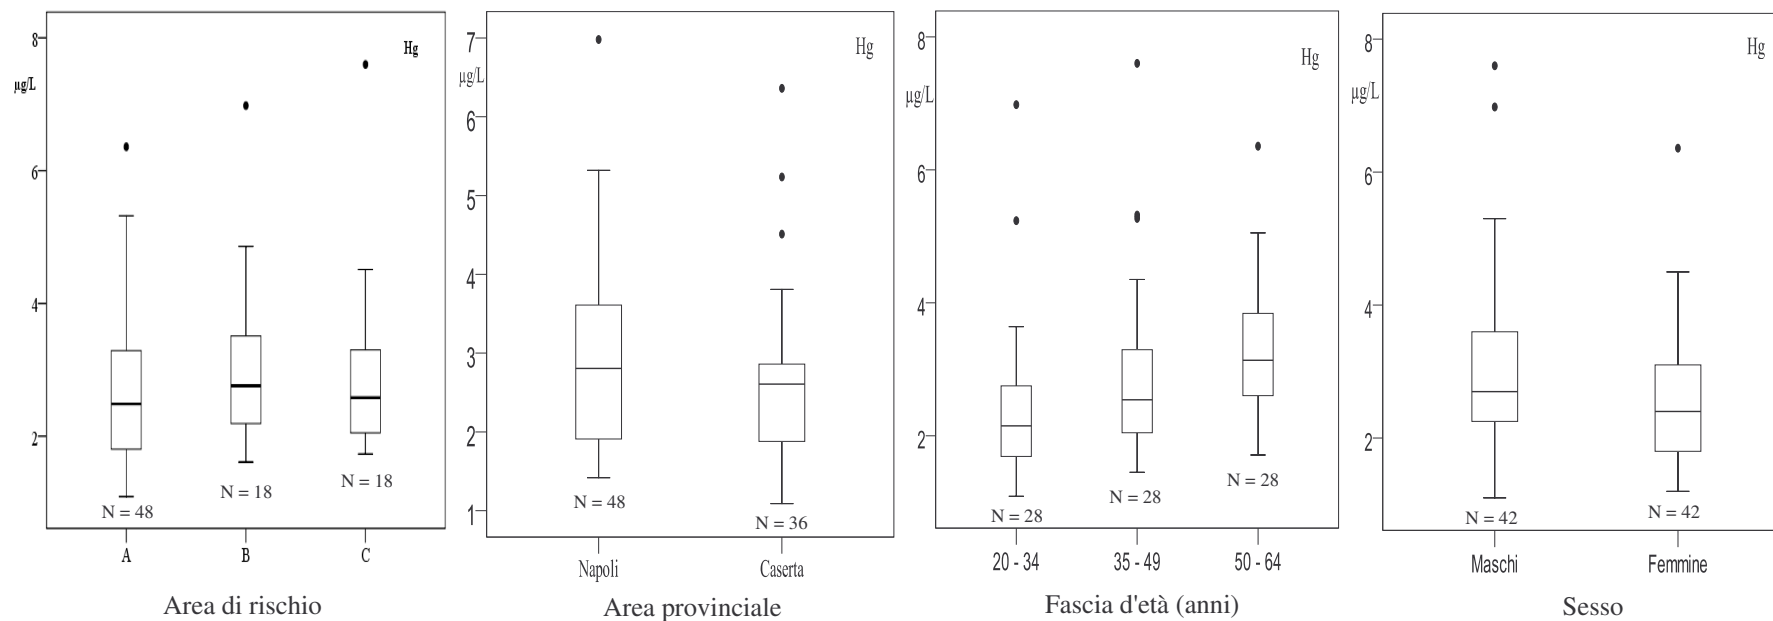 8
Hg
µg/L
6
4
2
N = 48
N = 18
N = 18
A
B
C
Area di rischio
7
Hg
µg/L
6
5
4
3
2
1
N = 48
N = 36
Napoli
Caserta
Area provinciale
8
Hg
µg/L
6
4
2
N = 28
N = 28
N = 28
20 - 34
35 - 49
50 - 64
Fascia d'età (anni)
8
Hg
µg/L
6
4
2
N = 42
N = 42
Maschi
Femmine
Sesso